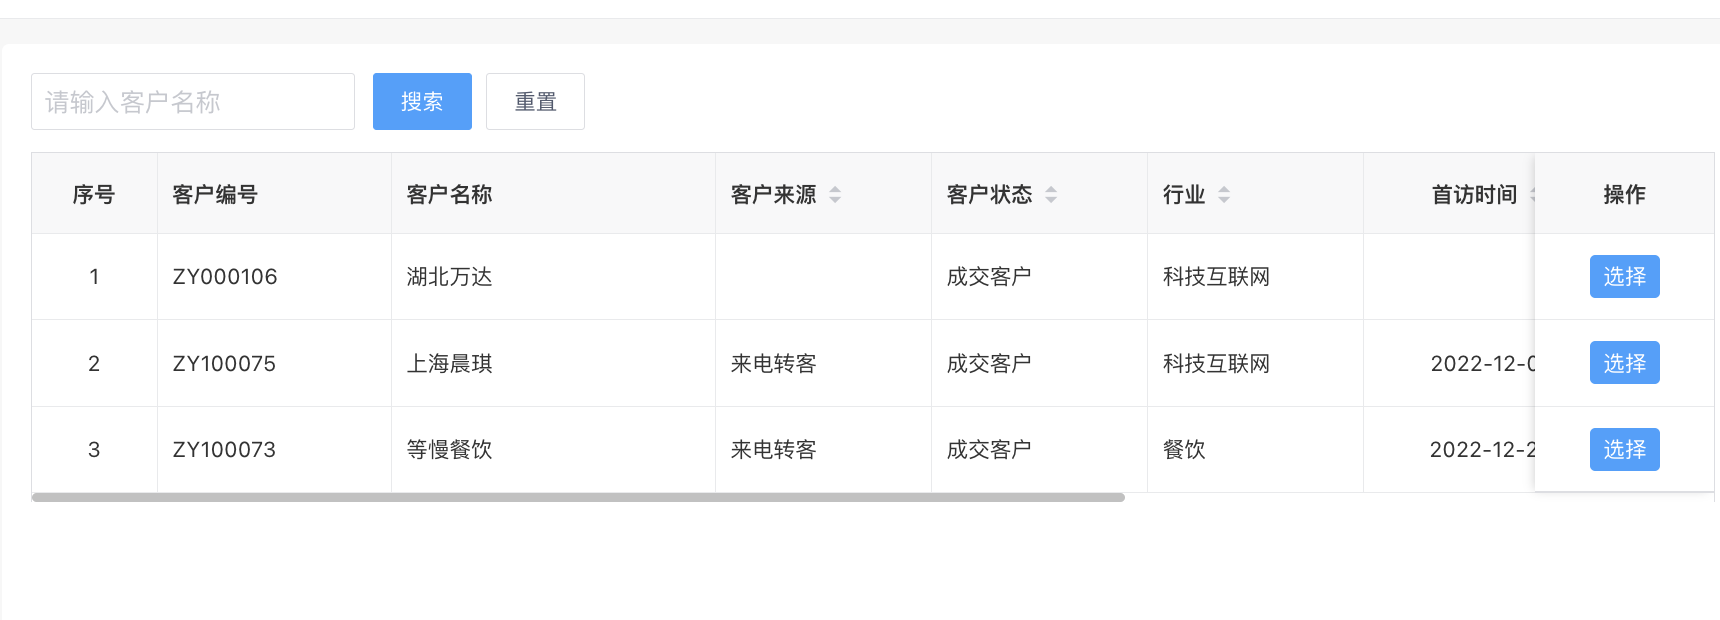 请输入客户名称 搜索 重置
序号 客户编号 客户名称 客户来源 客户状态 行业 首访时间 操作
1 ZY000106 湖北万达 成交客户 科技互联网 选择
2 ZY100075 上海晨琪 来电转客 成交客户 科技互联网 2022-12-0 选择
3 ZY100073 等慢餐饮 来电转客 成交客户 餐饮 2022-12-2 选择